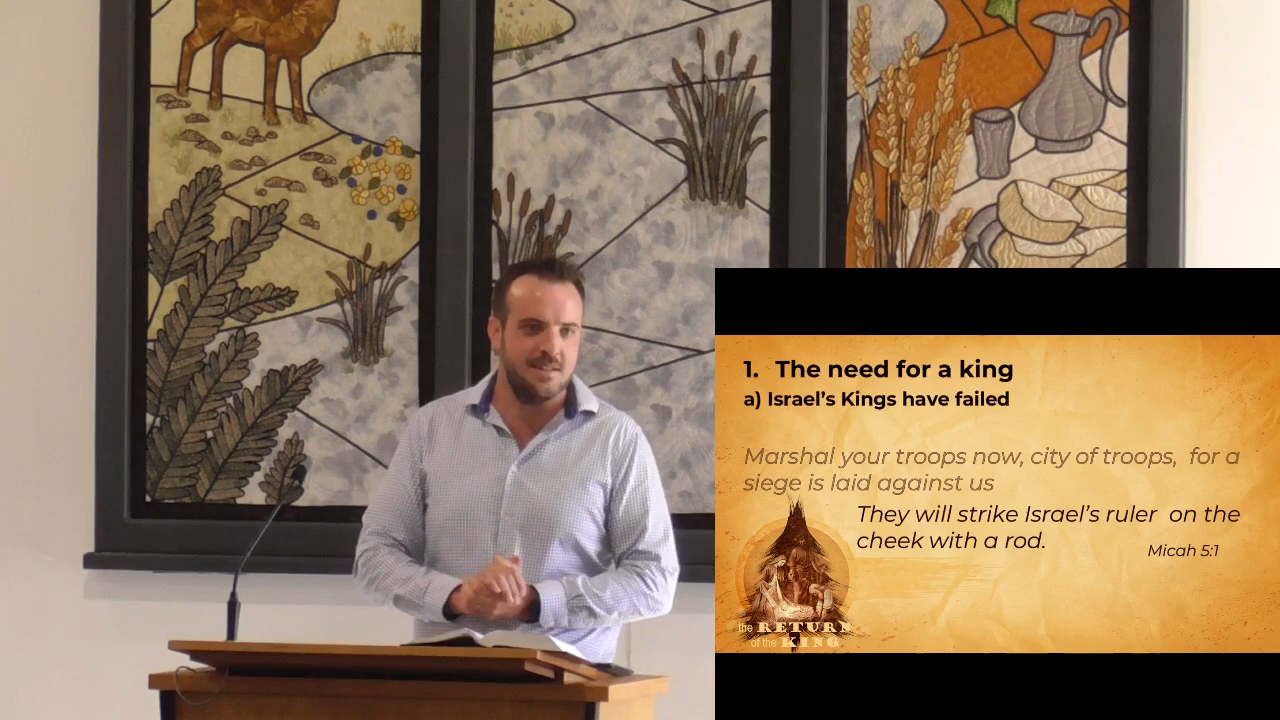 1. The need for a king
a) Israel's Kings have failed
Marshal your troops now, city of troops, for a
siege is laid against us
They will strike Israel's ruler on the
cheek with a rod.
Micah 5:1
the RETURN
of the KING